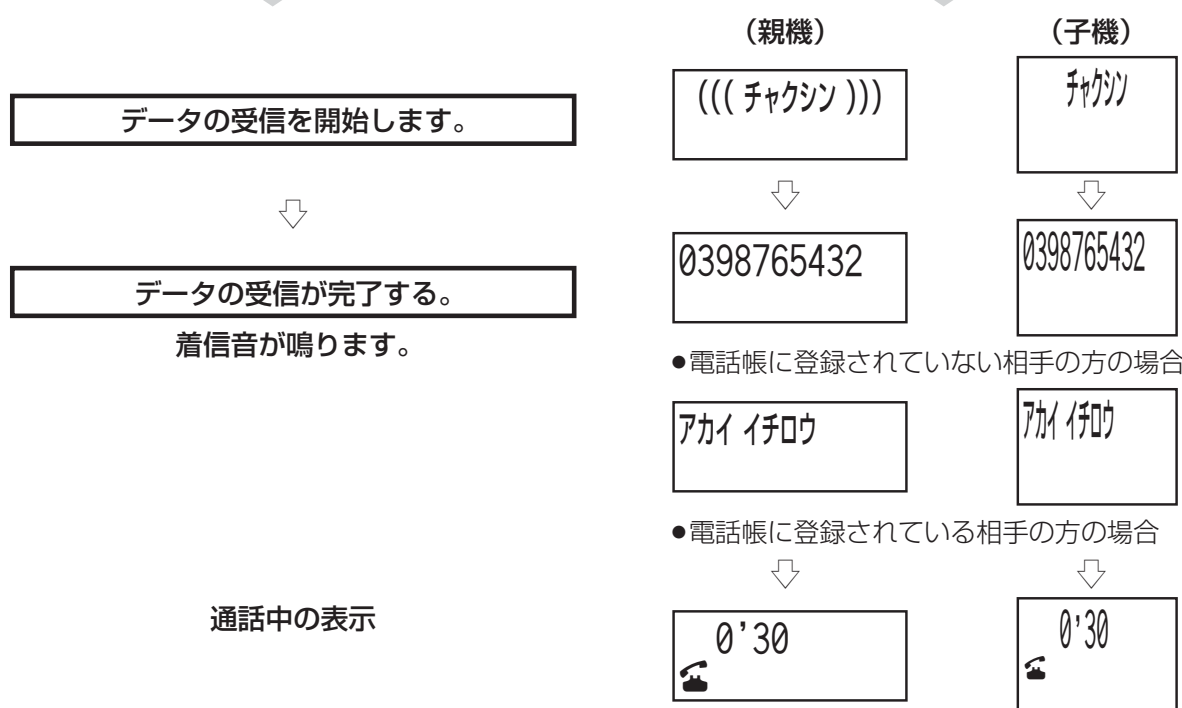 （親機）
（子機）
データの受信を開始します。
((( チャクシン )))
チャクシン
データの受信が完了する。
着信音が鳴ります。
0398765432
0398765432
●電話帳に登録されていない相手の方の場合
アカイ イチロウ
アカイ イチロウ
●電話帳に登録されている相手の方の場合
通話中の表示
0'30
0'30